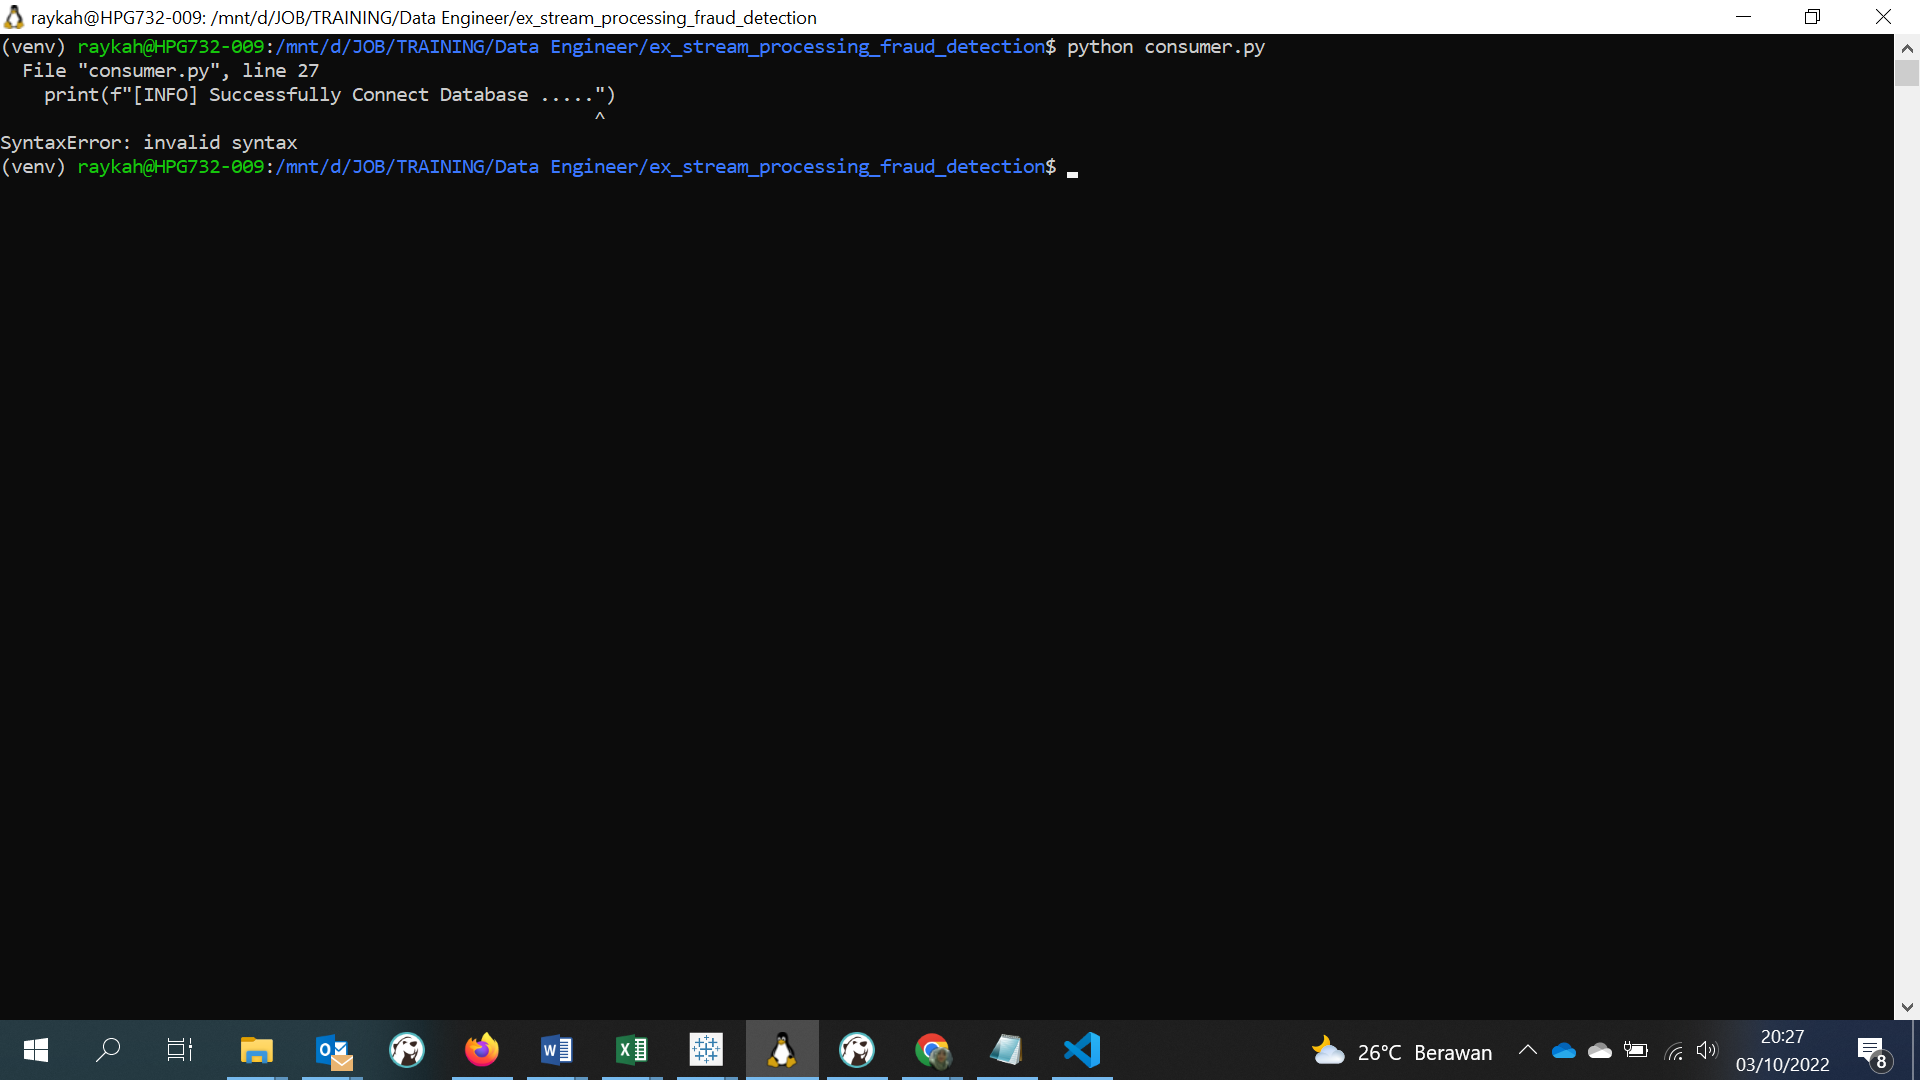 raykah@HPG732-009: /mnt/d/JOB/TRAINING/Data Engineer/ex_stream_processing_fraud_detection
(venv) raykah@HPG732-009:/mnt/d/JOB/TRAINING/Data Engineer/ex_stream_processing_fraud_detection$ python consumer.py
  File "consumer.py", line 27
    print(f"[INFO] Successfully Connect Database .....")
                                                      ^
SyntaxError: invalid syntax
(venv) raykah@HPG732-009:/mnt/d/JOB/TRAINING/Data Engineer/ex_stream_processing_fraud_detection$
26°C Berawan
20:27
03/10/2022
8